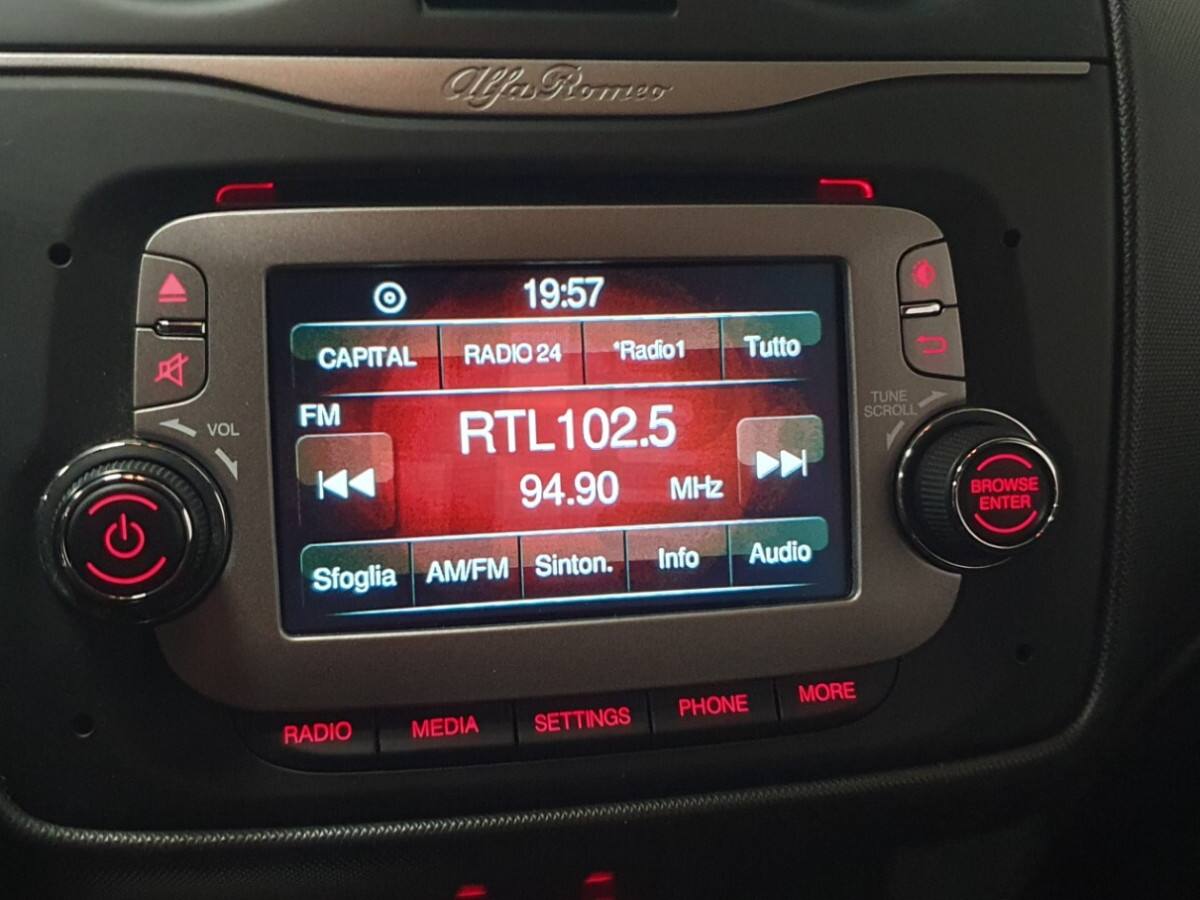 Alfa Romeo
19:57
CAPITAL RADIO 24 *Radio1 Tutto
FM
RTL102.5
94.90 MHz
Sfoglia AM/FM Sinton. Info Audio
VOL
TUNE
SCROLL
BROWSE
ENTER
RADIO MEDIA SETTINGS PHONE MORE